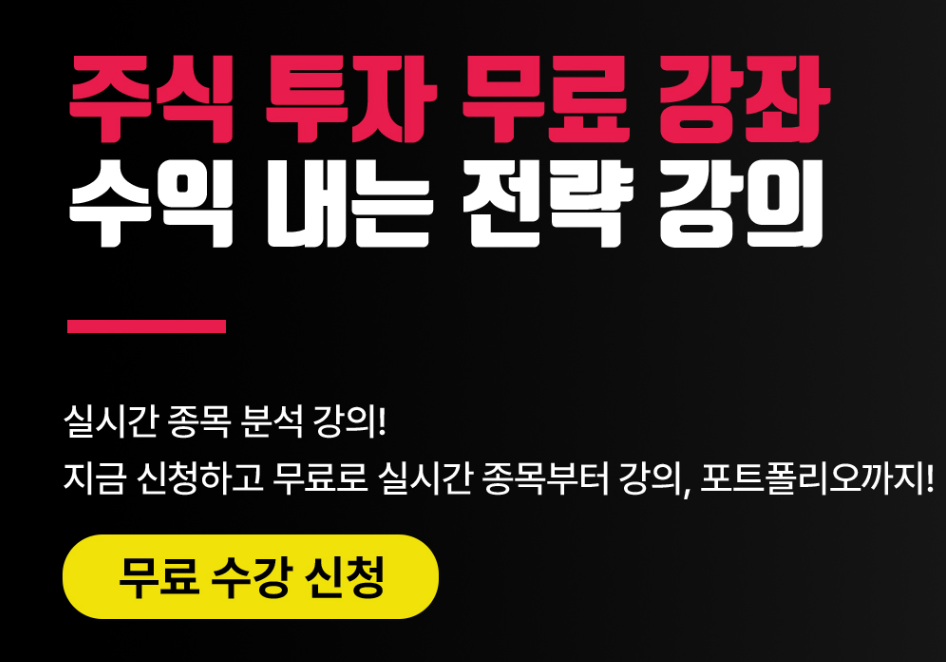 주식 투자 무료 강좌
수익 내는 전략 강의
실시간 종목 분석 강의!
지금 신청하고 무료로 실시간 종목부터 강의, 포트폴리오까지!
무료 수강 신청